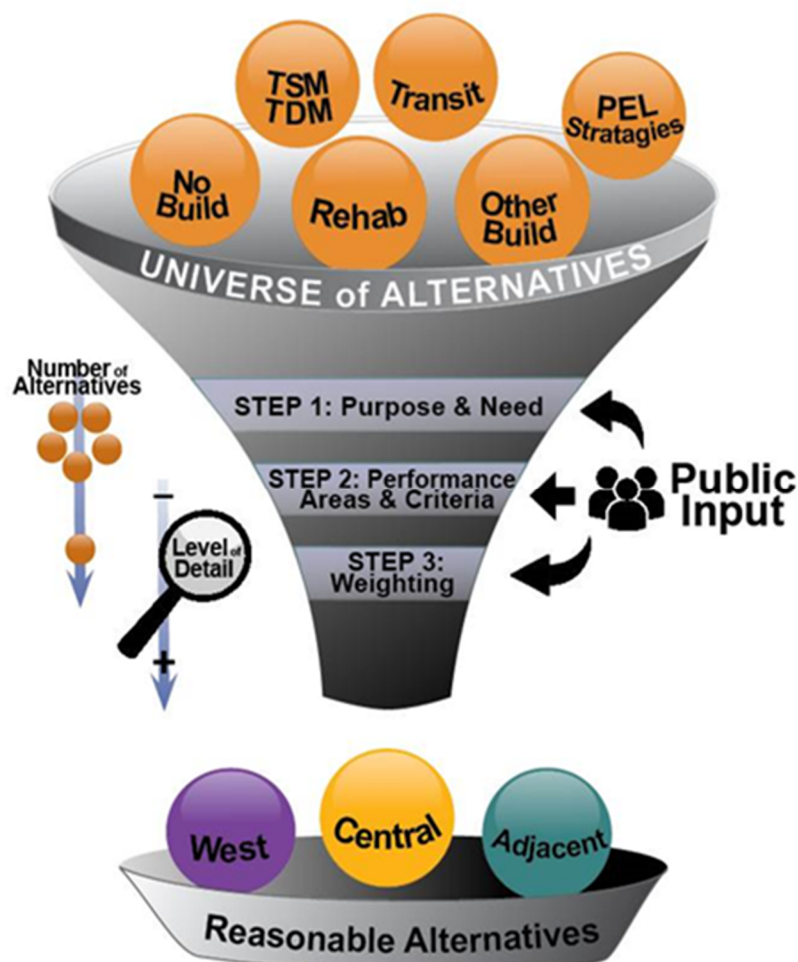 TSM
TDM
Transit
PEL
Stratagies
No
Build
Rehab
Other
Build
UNIVERSE of ALTERNATIVES
Number of
Alternatives
STEP 1: Purpose & Need
STEP 2: Performance
Areas & Criteria
STEP 3:
Weighting
Public
Input
−
Level of
Detail
+
West
Central
Adjacent
Reasonable Alternatives